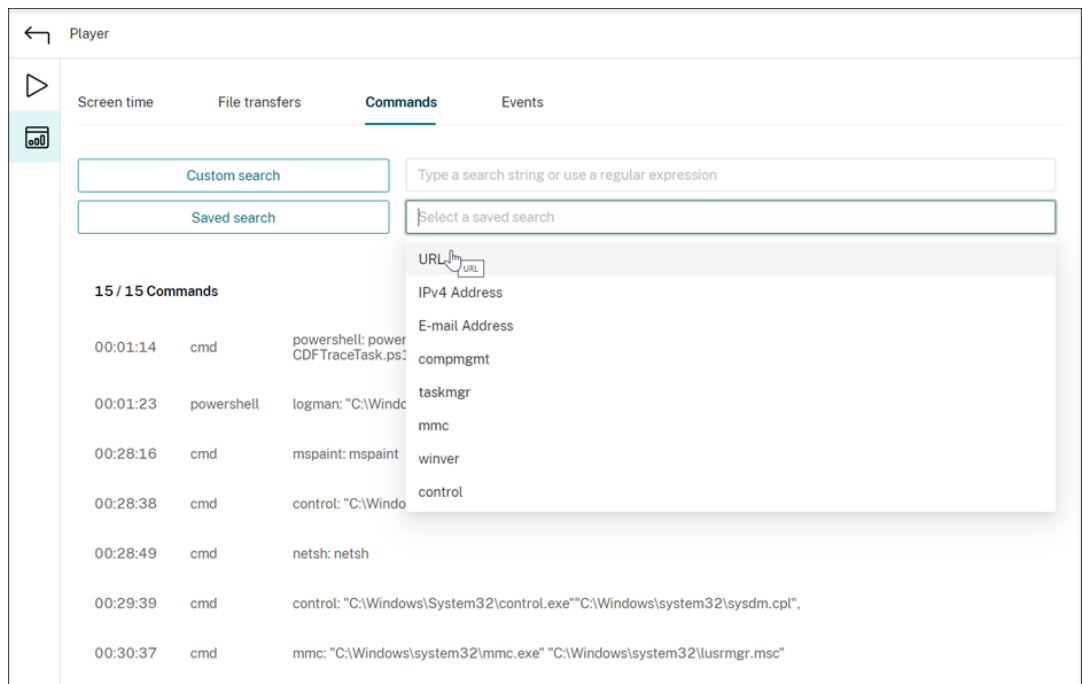 Player
Screen time File transfers Commands Events
Custom search Type a search string or use a regular expression
Saved search Select a saved search
URL URL
15 / 15 Commands IPv4 Address
E-mail Address
00:01:14 cmd powershell: power
CDFTraceTask.ps1
compmgmt
taskmgr
00:01:23 powershell logman: "C:\Windo
mmc
00:28:16 cmd mspaint: mspaint winver
control
00:28:38 cmd control: "C:\Windo
00:28:49 cmd netsh: netsh
00:29:39 cmd control: "C:\Windows\System32\control.exe""C:\Windows\system32\sysdm.cpl",
00:30:37 cmd mmc: "C:\Windows\system32\mmc.exe" "C:\Windows\system32\lusrmgr.msc"